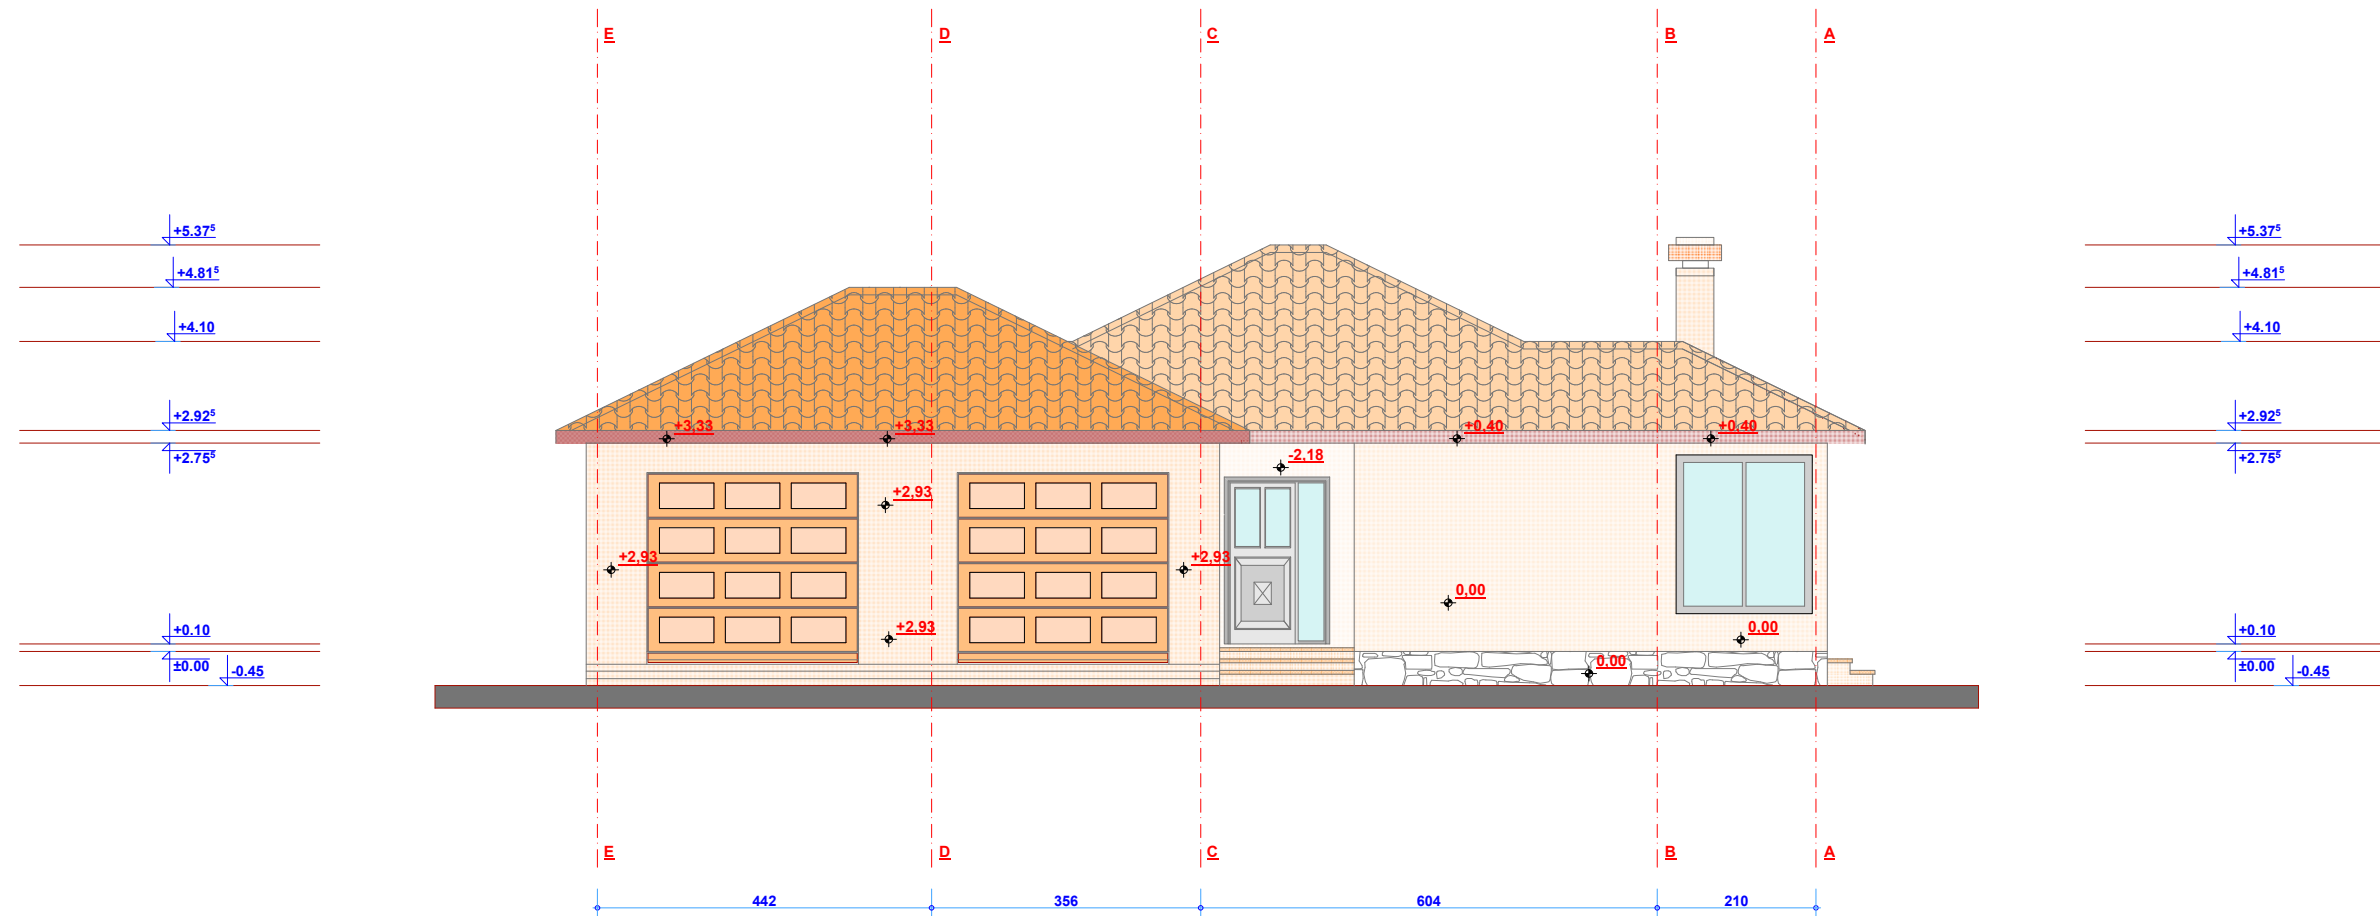 E D C B A
+5.37⁵ +5.37⁵
+4.81⁵ +4.81⁵
+4.10 +4.10
+2.92⁵ +2.92⁵
+3,33 +3,33 +0,40 +0,40
+2.75⁵ -2,18 +2.75⁵
+2,93
+2,93 +2,93
0,00
+0.10 +2,93 0,00 +0.10
±0.00 -0.45 0,00 ±0.00 -0.45
E D C B A
442 356 604 210